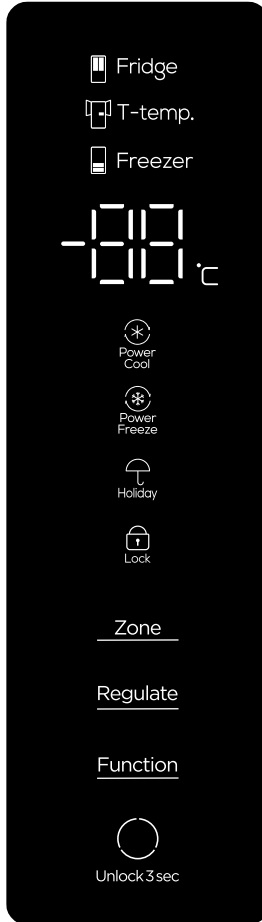 Fridge
T-temp.
Freezer
-88
°C
Power
Cool
Power
Freeze
Holiday
Lock
Zone
Regulate
Function
Unlock 3 sec